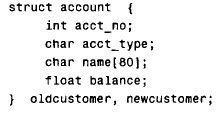 struct account {
int acct_no;
char acct_type;
char name[80];
float balance;
} oldcustomer, newcustomer;